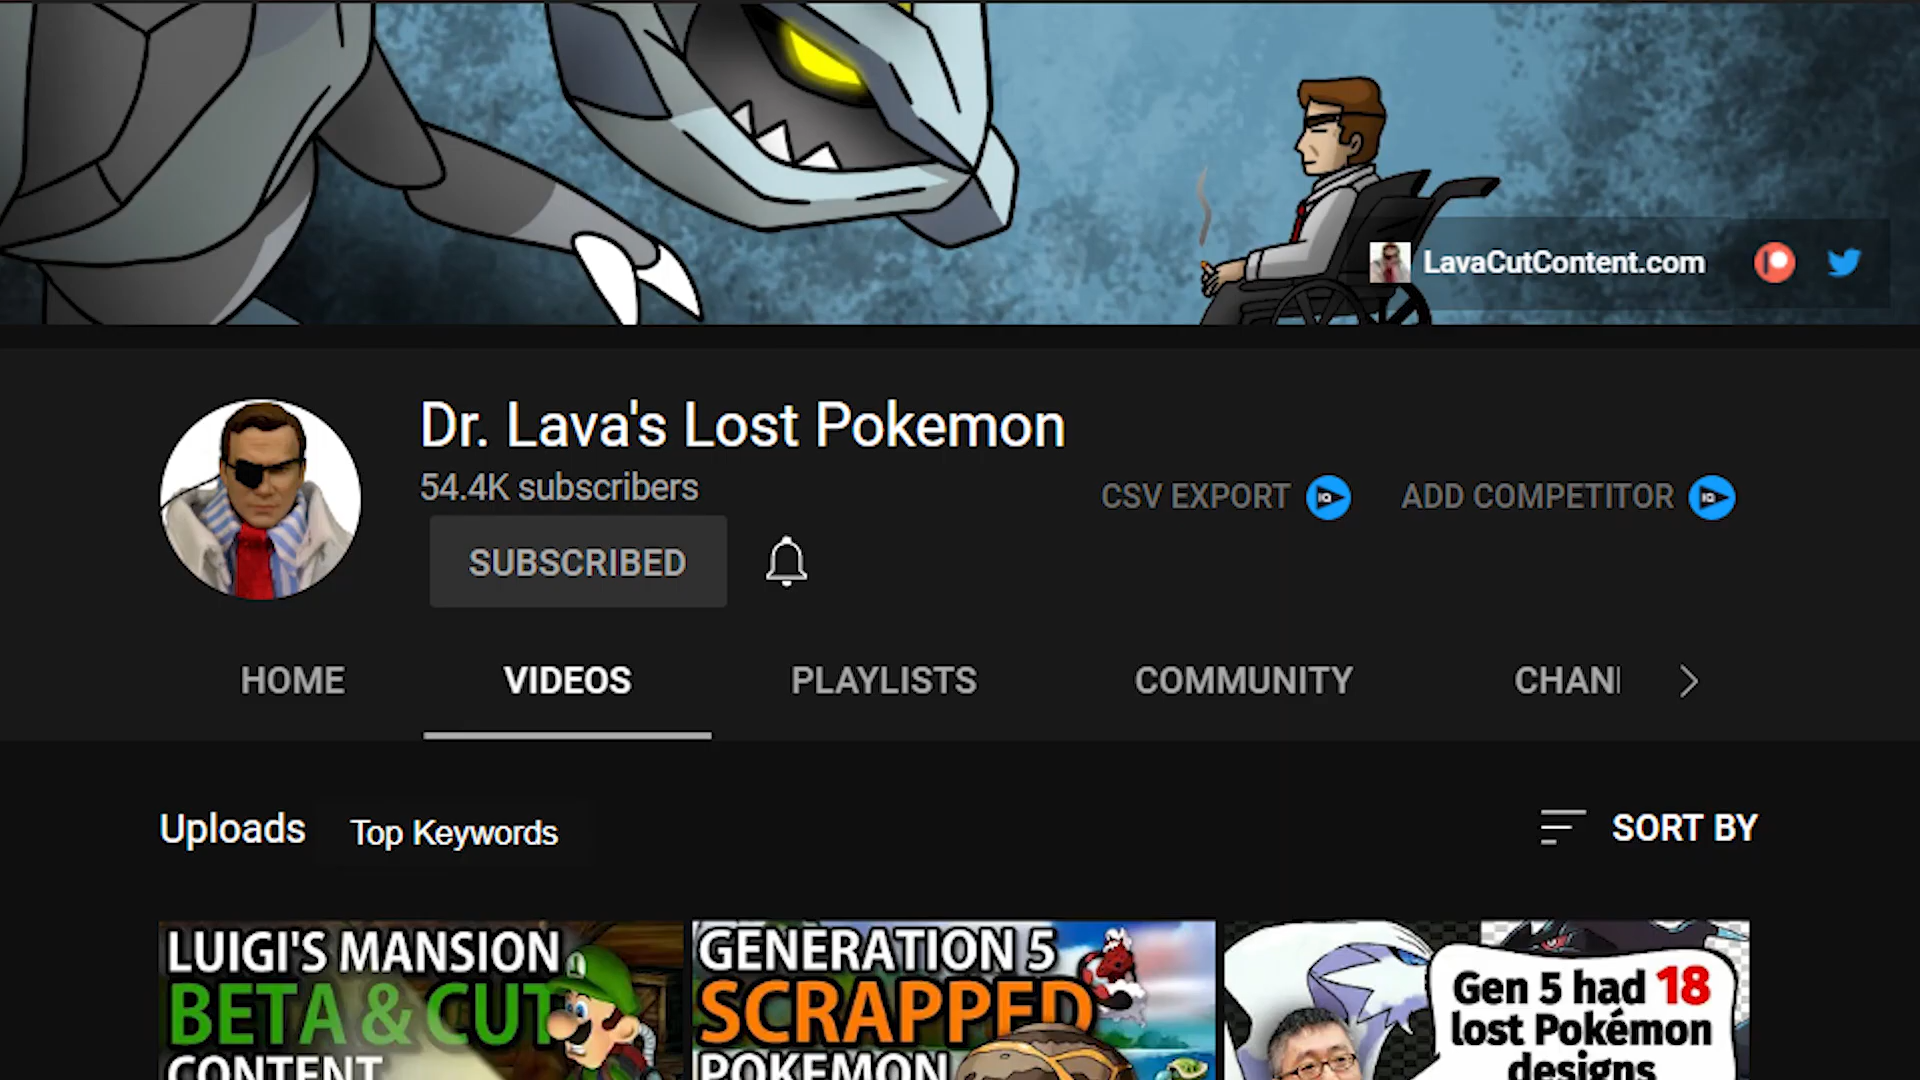 LavaCutContent.com
Dr. Lava's Lost Pokemon
54.4K subscribers
CSV EXPORT
ADD COMPETITOR
SUBSCRIBED
HOME
VIDEOS
PLAYLISTS
COMMUNITY
CHAN
Uploads
Top Keywords
SORT BY
LUIGI'S MANSION
BETA & CUT
CONTENT
GENERATION 5
SCRAPPED
POKEMON
Gen 5 had 18
lost Pokémon
designs